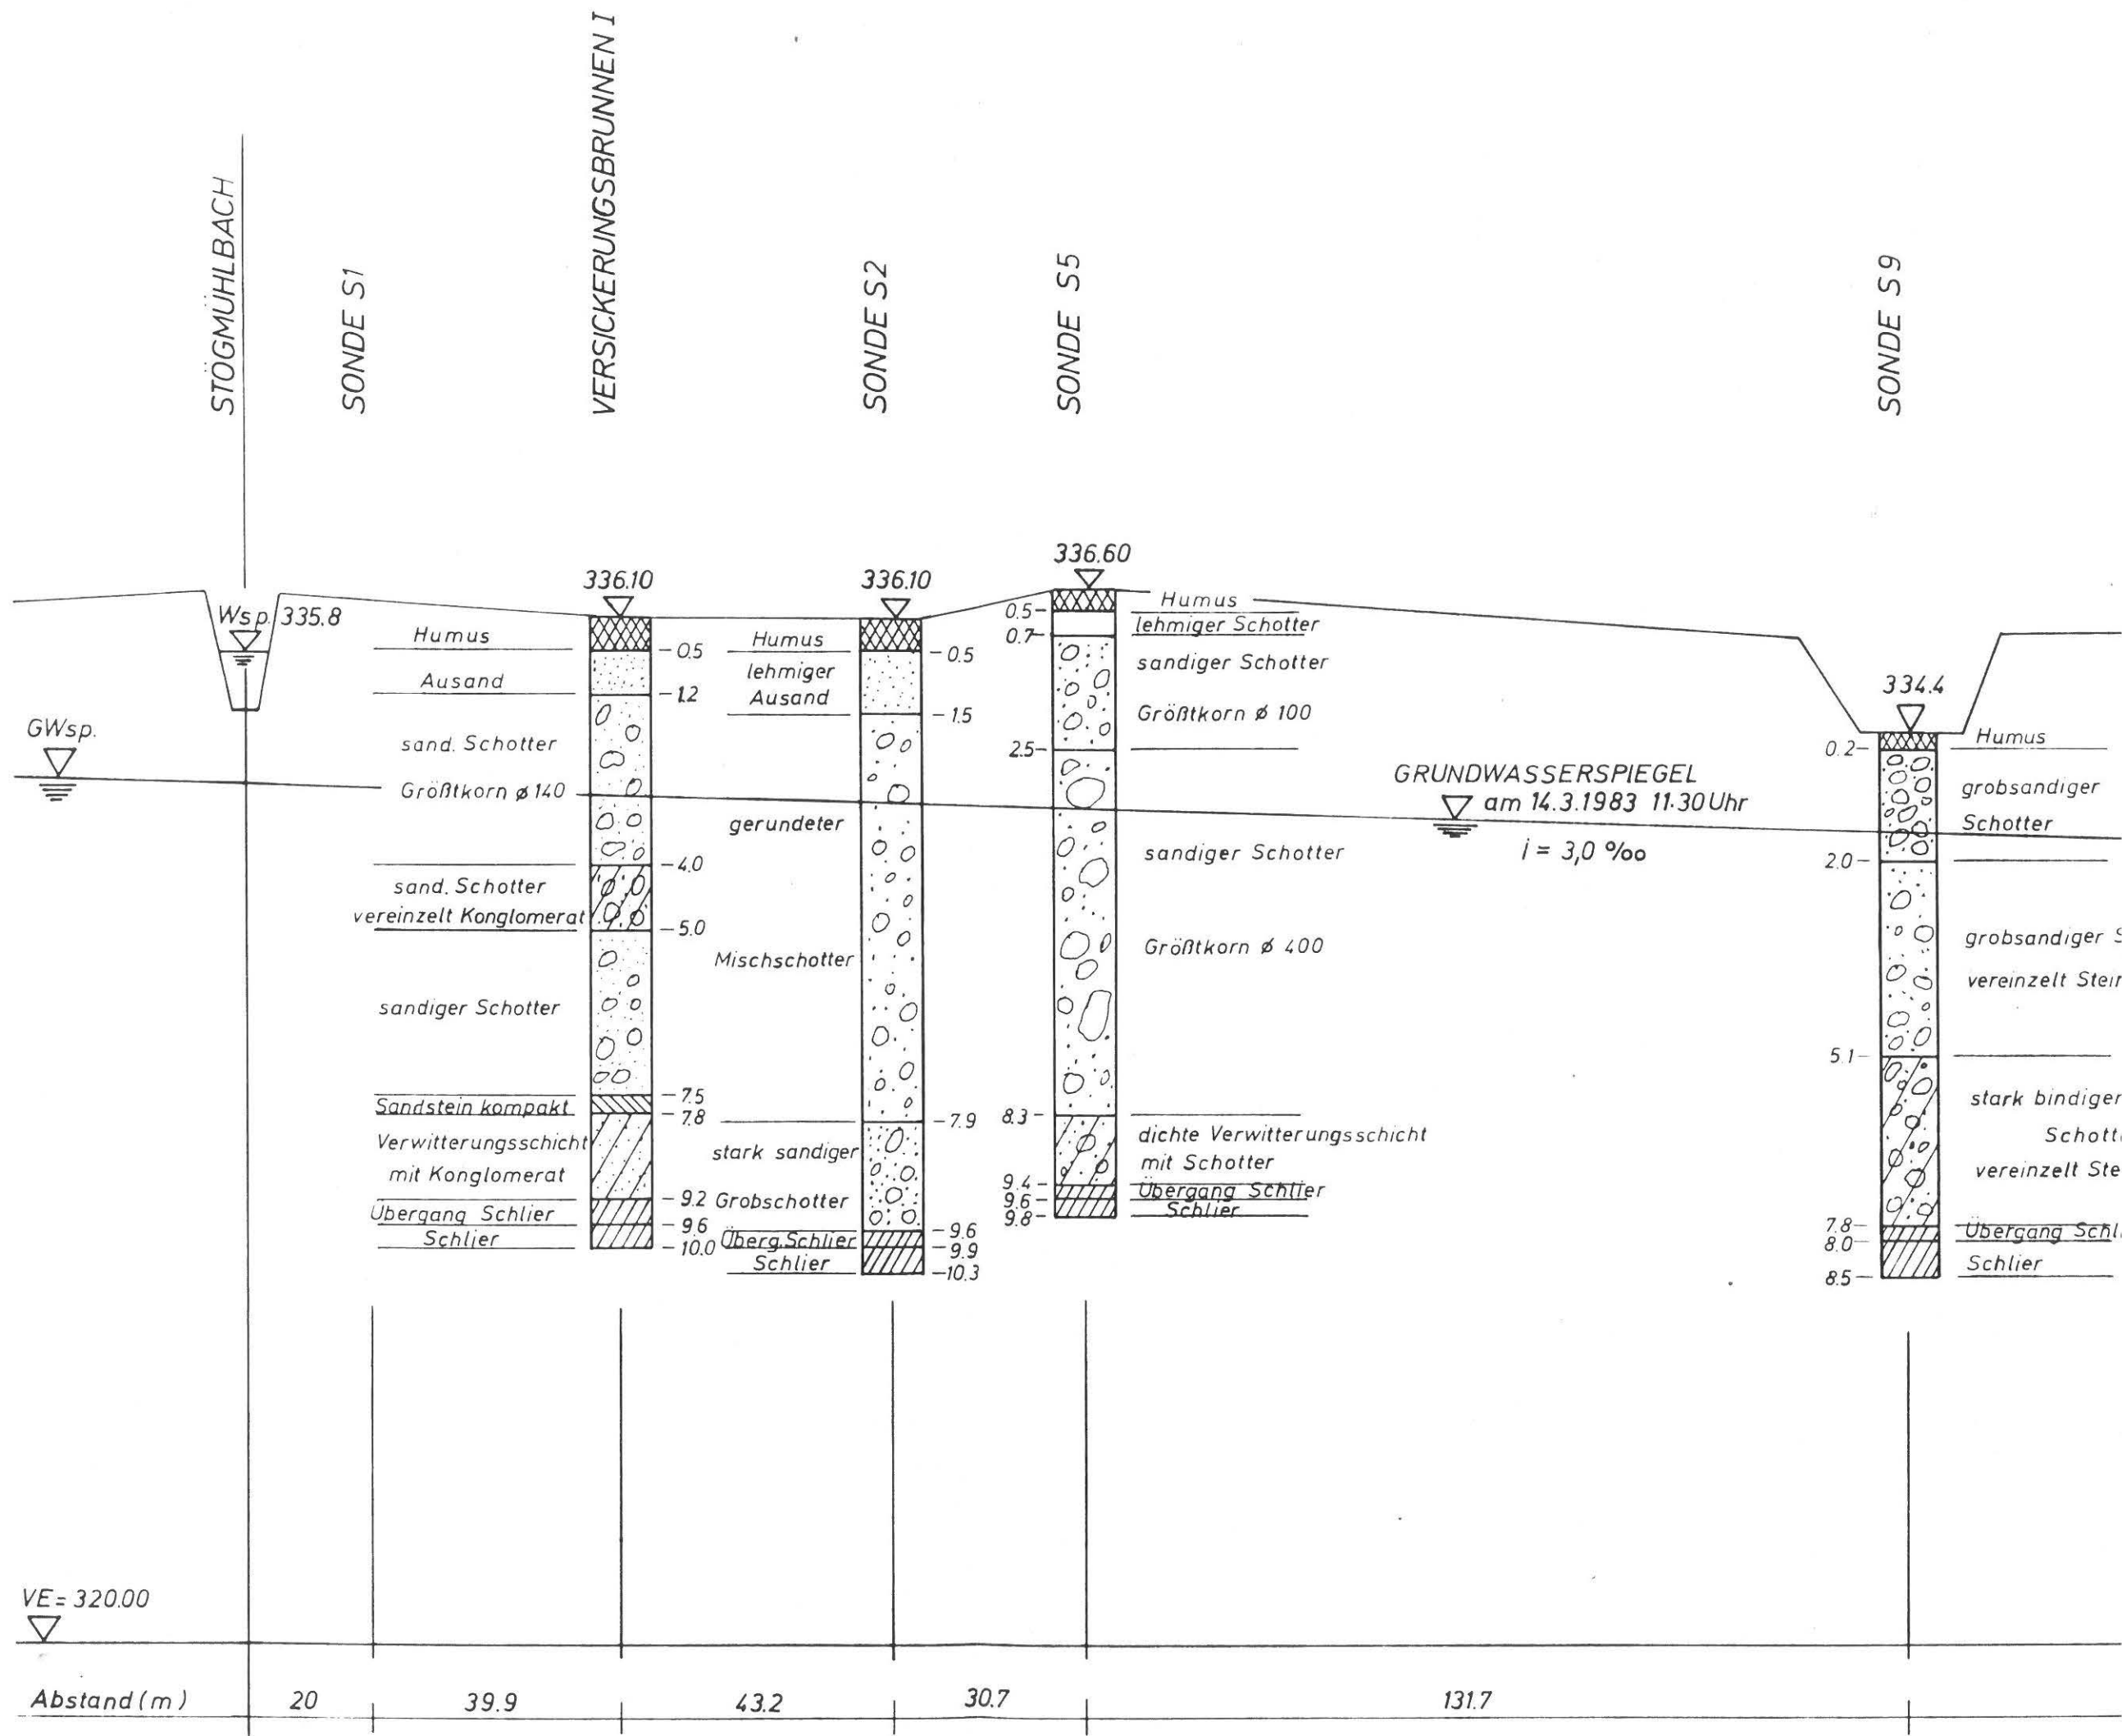 STÖGMÜHLBACH
SONDE S1
VERSICKERUNGSBRUNNEN I
SONDE S2
SONDE S5
SONDE S9
Wsp. 335.8
GWsp.
336.10
Humus
-0.5
Ausand
-1.2
sand. Schotter
Größtkorn ø 140
-4.0
sand. Schotter
vereinzelt Konglomerat
-5.0
sandiger Schotter
-7.5
Sandstein kompakt
-7.8
Verwitterungsschicht
mit Konglomerat
-9.2
Übergang Schlier
-9.6
Schlier
-10.0
336.10
Humus
-0.5
lehmiger
Ausand
-1.5
gerundeter
Mischschotter
-7.9
stark sandiger
Grobschotter
-9.6
Überg.Schlier
-9.9
Schlier
-10.3
336.60
Humus
0.5-
lehmiger Schotter
0.7-
sandiger Schotter
Größtkorn ø 100
2.5-
sandiger Schotter
Größtkorn ø 400
8.3-
dichte Verwitterungsschicht
mit Schotter
9.4-
Übergang Schlier
9.6-
Schlier
9.8-
GRUNDWASSERSPIEGEL
am 14.3.1983 11.30 Uhr
i = 3,0 ‰
334.4
Humus
0.2-
grobsandiger
Schotter
2.0-
grobsandiger
vereinzelt
5.1-
stark bindiger
vereinzelt
7.8-
Übergang
8.0-
Schlier
8.5-
VE = 320.00
Abstand (m) 20 39.9 43.2 30.7 131.7